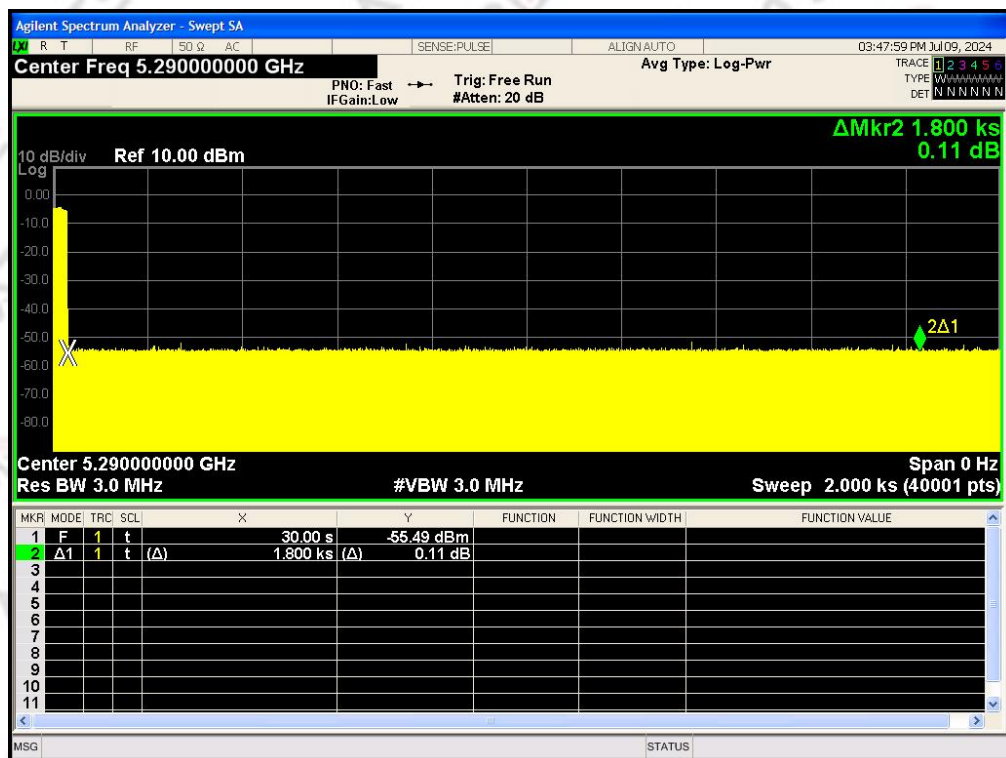 Agilent Spectrum Analyzer - Swept SA
LXI R T RF 50 Ω AC SENSE:PULSE ALIGN AUTO 03:47:59 PM Jul 09, 2024
Center Freq 5.290000000 GHz Avg Type: Log-Pwr TRACE 1 2 3 4 5 6
PNO: Fast Trig: Free Run TYPE WWWWWW
IFGain:Low #Atten: 20 dB DET N N N N N N
ΔMkr2 1.800 ks
10 dB/div Ref 10.00 dBm 0.11 dB
Log
0.00
-10.0
-20.0
-30.0
-40.0
-50.0
2Δ1
X
-60.0
-70.0
-80.0
Center 5.290000000 GHz Span 0 Hz
Res BW 3.0 MHz #VBW 3.0 MHz Sweep 2.000 ks (40001 pts)
MKR MODE TRC SCL X Y FUNCTION FUNCTION WIDTH FUNCTION VALUE
1 F 1 t 30.00 s -55.49 dBm
2 Δ1 1 t (Δ) 1.800 ks (Δ) 0.11 dB
3
4
5
6
7
8
9
10
11
MSG STATUS